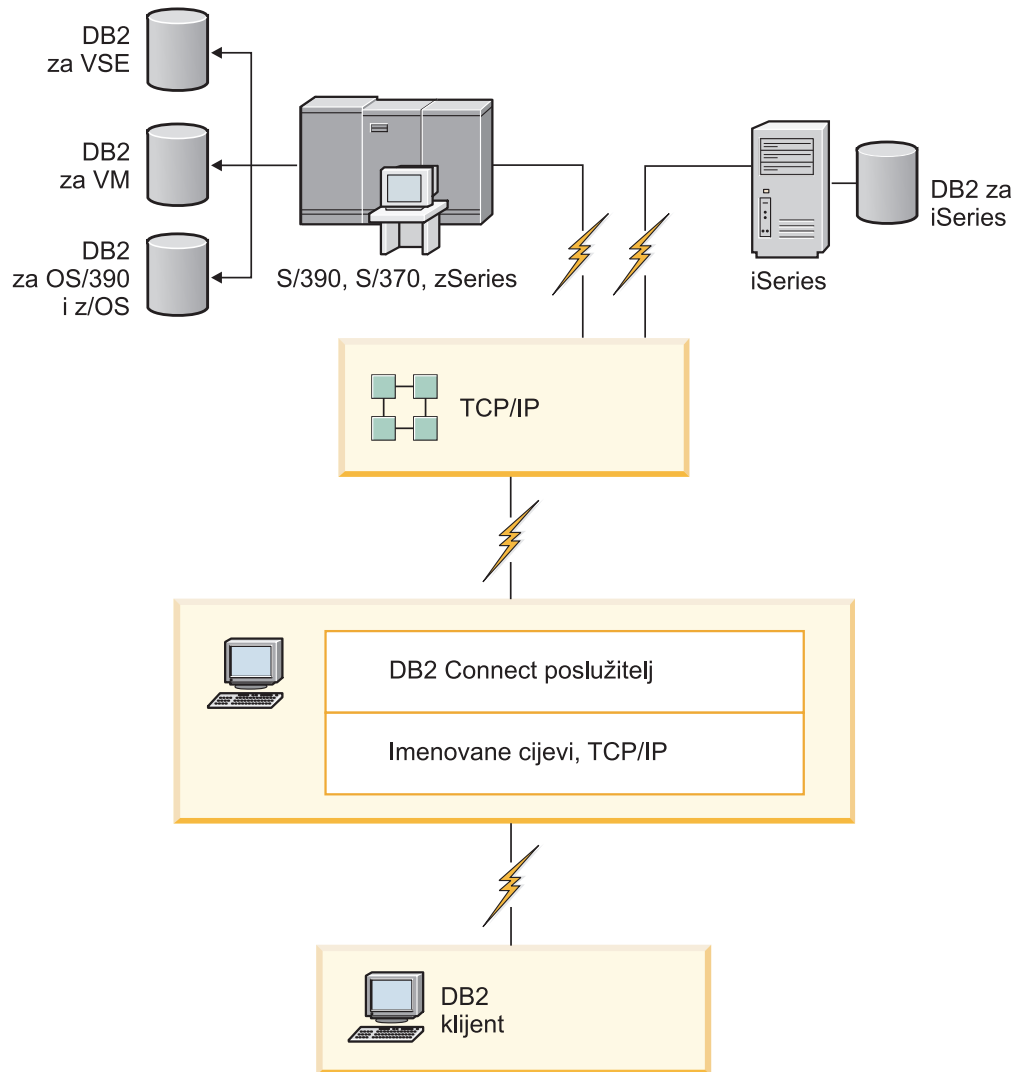 DB2
za VSE
DB2
za VM
DB2
za OS/390
i z/OS
S/390, S/370, zSeries
iSeries
DB2 za
iSeries
TCP/IP
DB2 Connect poslužitelj
Imenovane cijevi, TCP/IP
DB2
klijent